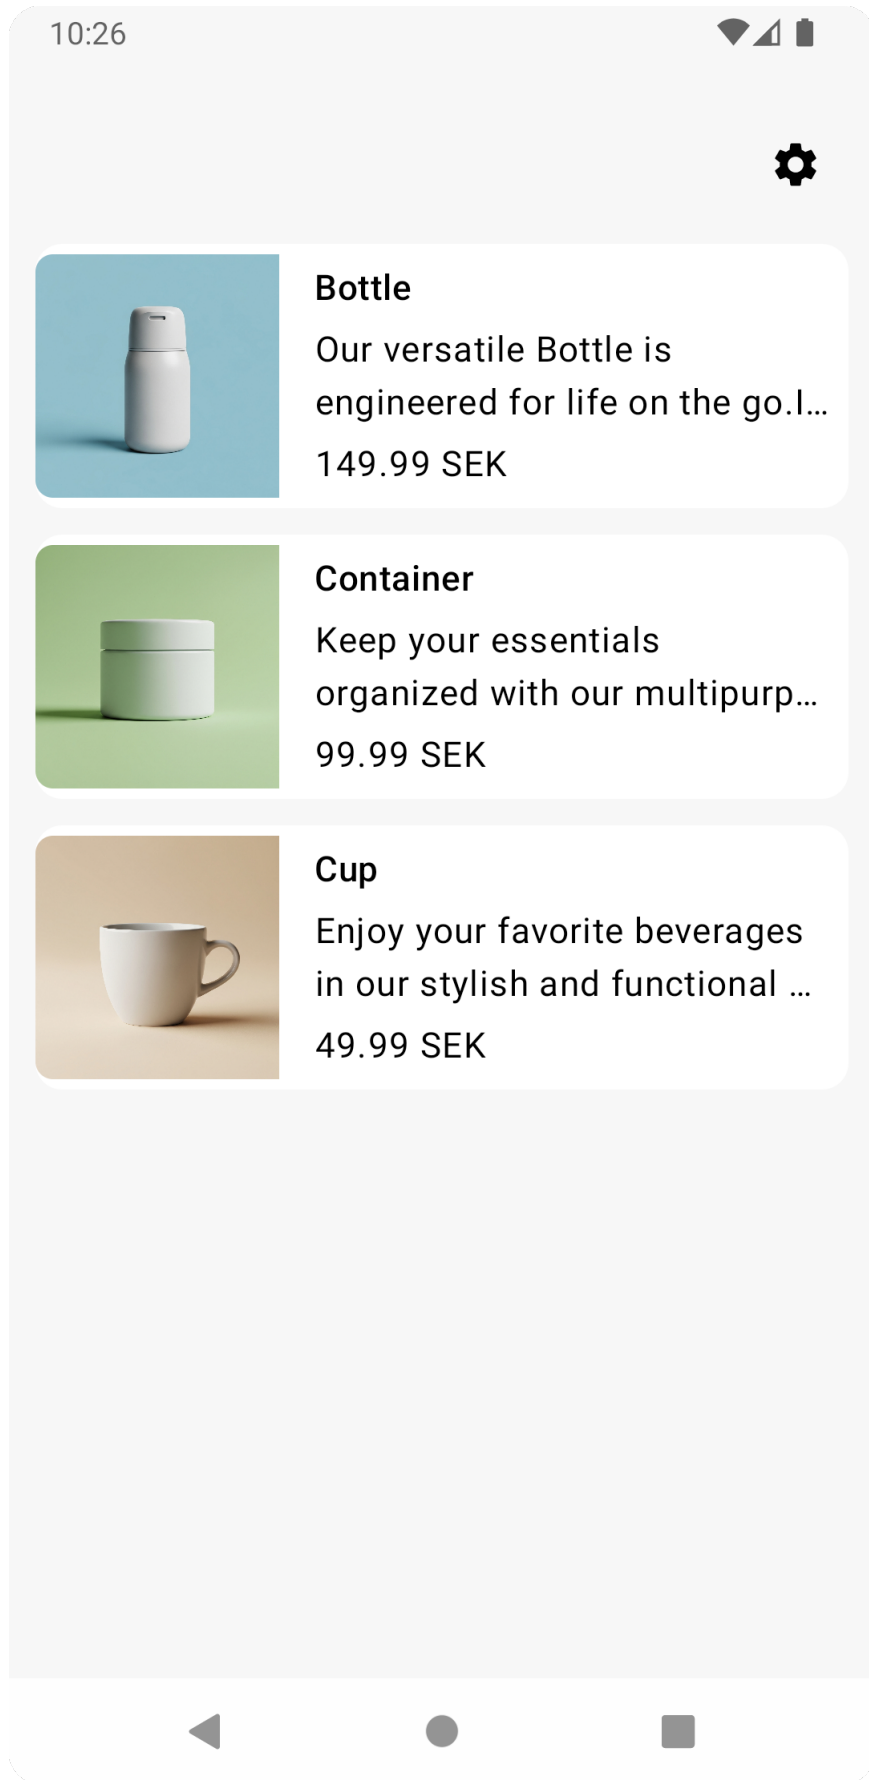 10:26
Bottle
Our versatile Bottle is
engineered for life on the go.I…
149.99 SEK
Container
Keep your essentials
organized with our multipurp…
99.99 SEK
Cup
Enjoy your favorite beverages
in our stylish and functional …
49.99 SEK